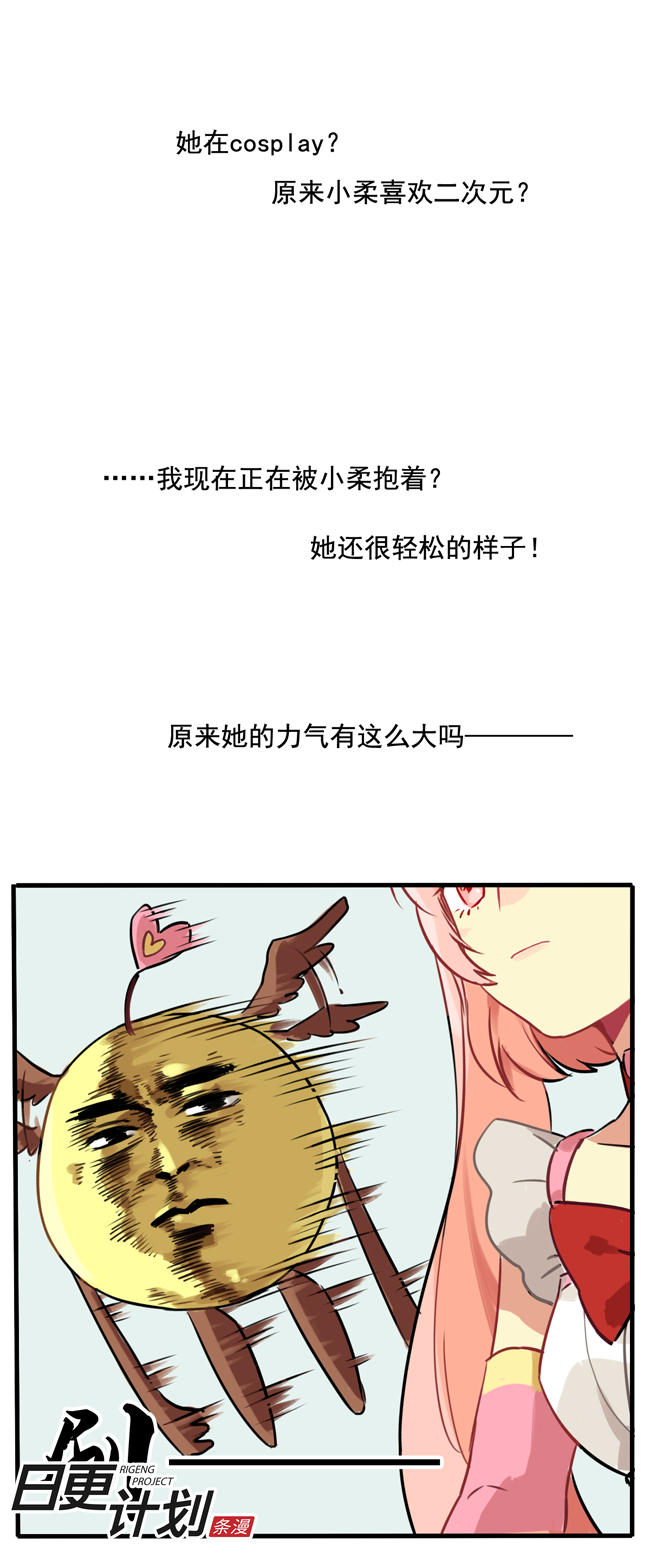 她在cosplay？
原来小柔喜欢二次元？
……我现在正在被小柔抱着？
她还很轻松的样子！
原来她的力气有这么大吗————
日更计划
RIGENG
PROJECT
条漫